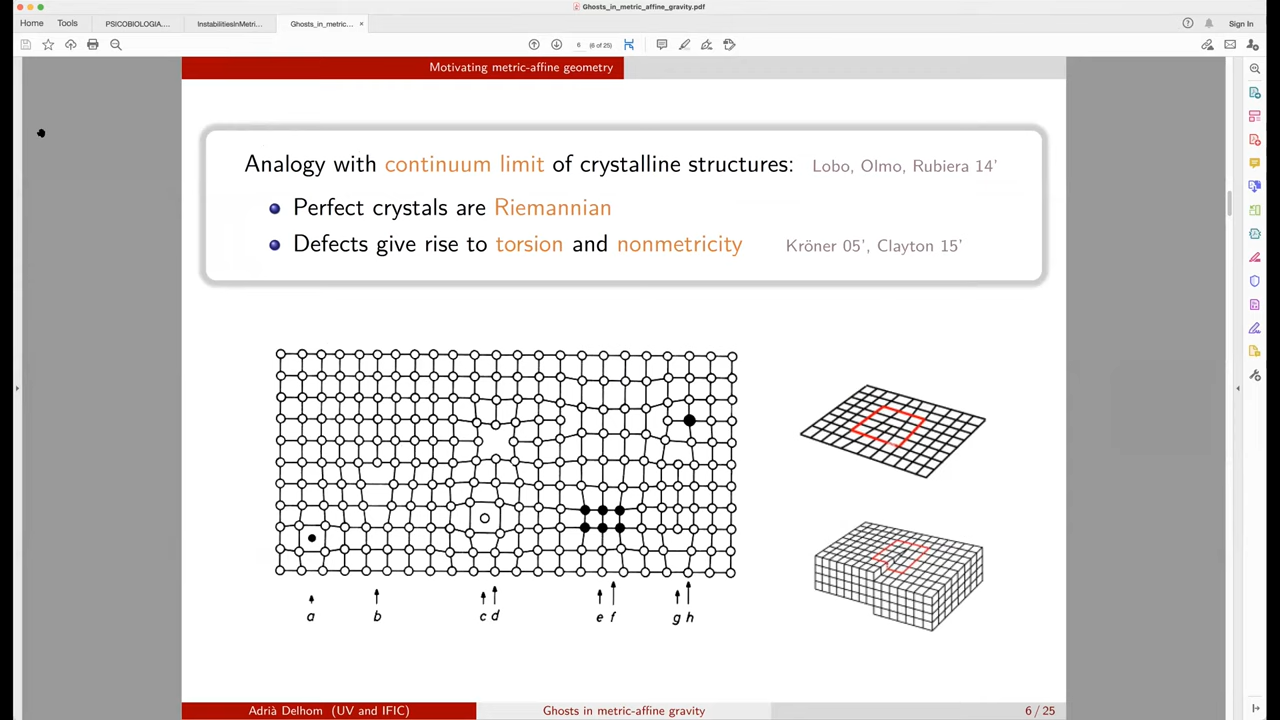 Ghosts_in_metric_affine_gravity.pdf
Home Tools PSICOBIOLOGIA.... InstabilitiesInMetri... Ghosts_in_metric... × Sign In
6 (6 of 25)
Motivating metric-affine geometry
Analogy with continuum limit of crystalline structures: Lobo, Olmo, Rubiera 14'
Perfect crystals are Riemannian
Defects give rise to torsion and nonmetricity Kröner 05', Clayton 15'
a b c d e f g h
Adrià Delhom (UV and IFIC) Ghosts in metric-affine gravity 6 / 25